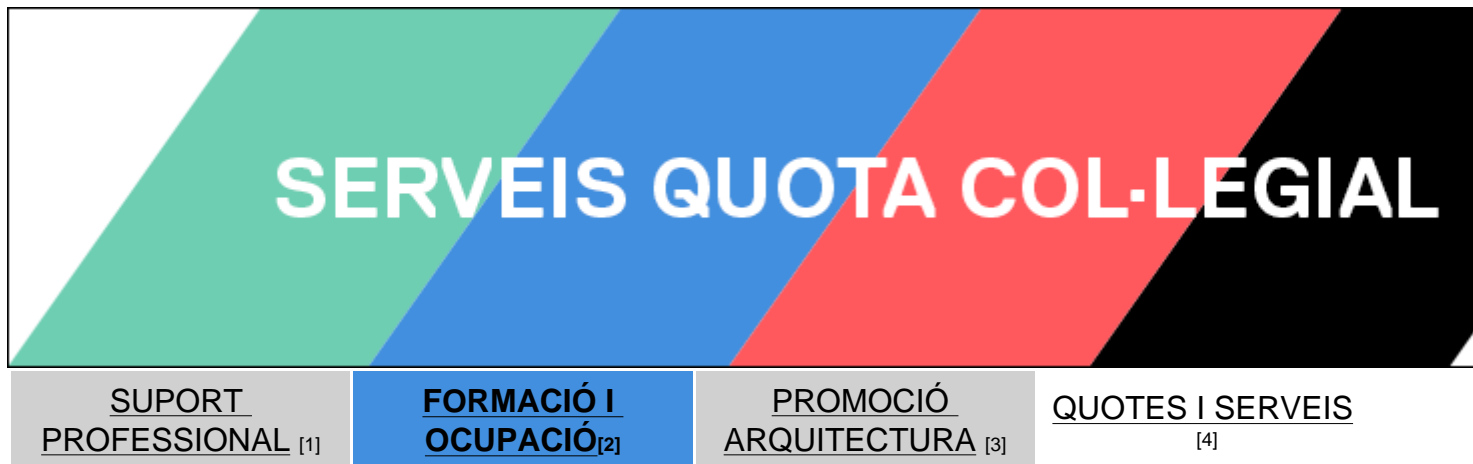 SERVEIS QUOTA COL·LEGIAL
SUPORT
PROFESSIONAL [1]
FORMACIÓ I
OCUPACIÓ[2]
PROMOCIÓ
ARQUITECTURA [3]
QUOTES I SERVEIS
[4]